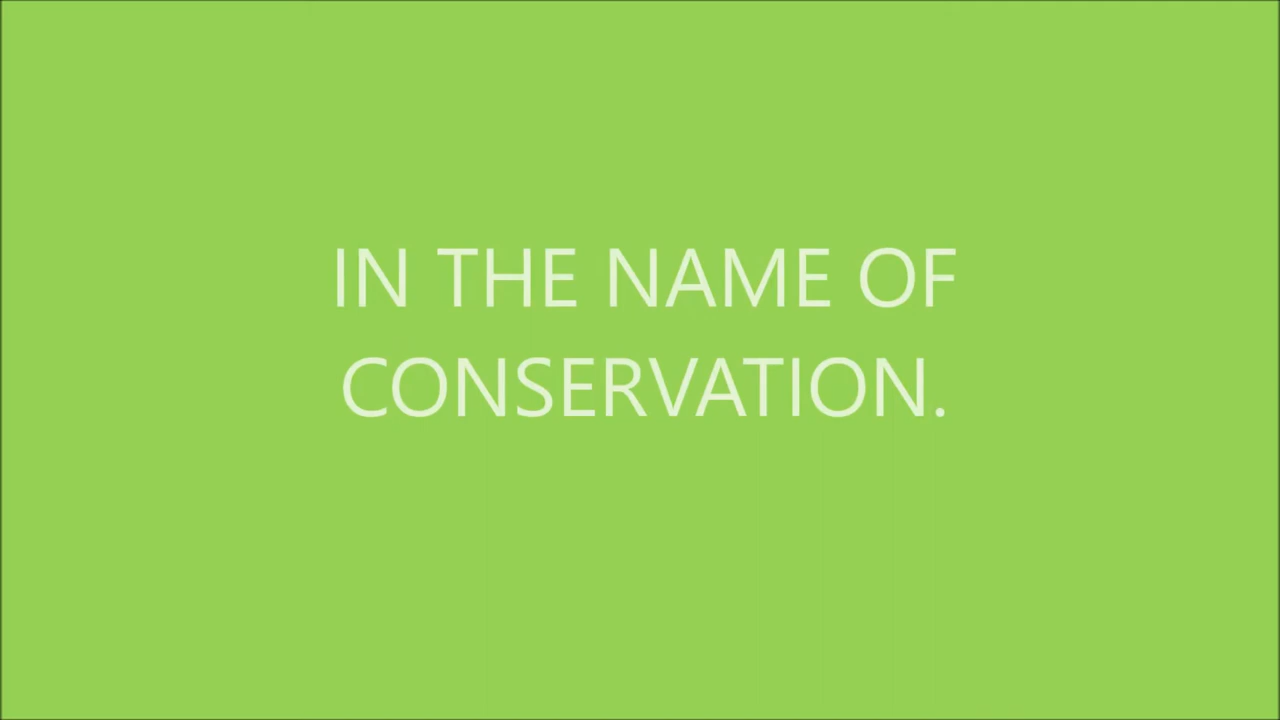 IN THE NAME OF
CONSERVATION.